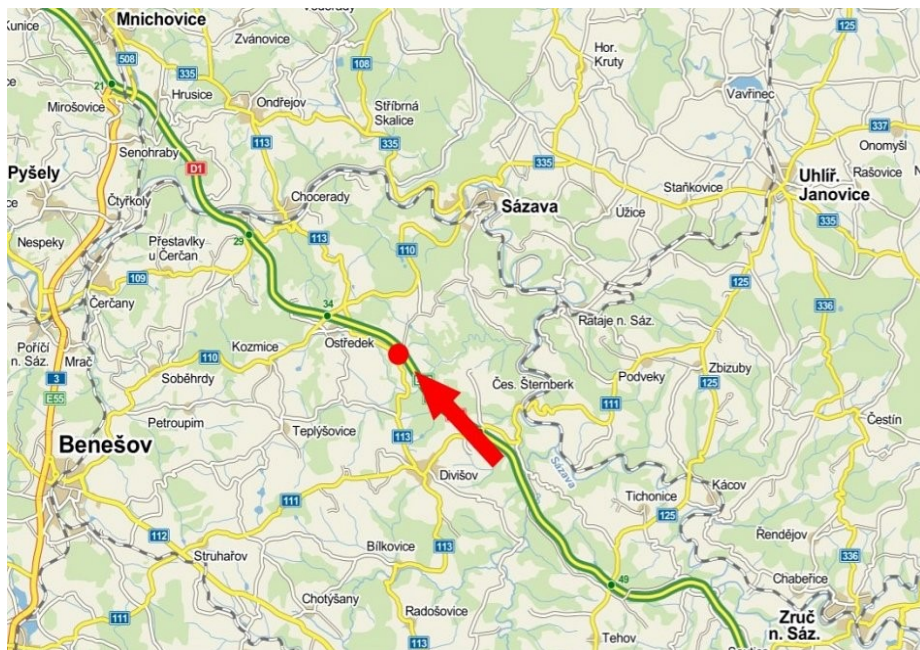 Kunice
Mnichovice
Zvánovice
508
335
108
Hor.
Kruty
125
Vavřinec
21
Mirošovice
Hrusice
Ondřejov
Stříbrná
Skalice
337
Onomyšl
Senohraby
113
335
335
Pyšely
D1
Chocerady
Staňkovice
Uhlíř.
Janovice
Rašovice
Čtyřkoly
Sázava
Úžice
335
Nespeky
Přestavlky
u Čerčan
29
113
110
109
125
336
Čerčany
34
Rataje n. Sáz.
Poříčí
n. Sáz.
Mrač
110
Kozmice
Ostředek
Zbizuby
3
Soběhrdy
Čes. Šternberk
Podveky
125
E55
111
Čestín
Petroupim
Teplýšovice
113
Benešov
Divišov
Sázava
Kácov
111
Tichonice
125
112
Struhařov
Bílkovice
113
Řendějov
336
49
Chabeřice
111
Chotýšany
Radošovice
Zruč
n. Sáz.
113
Tehov